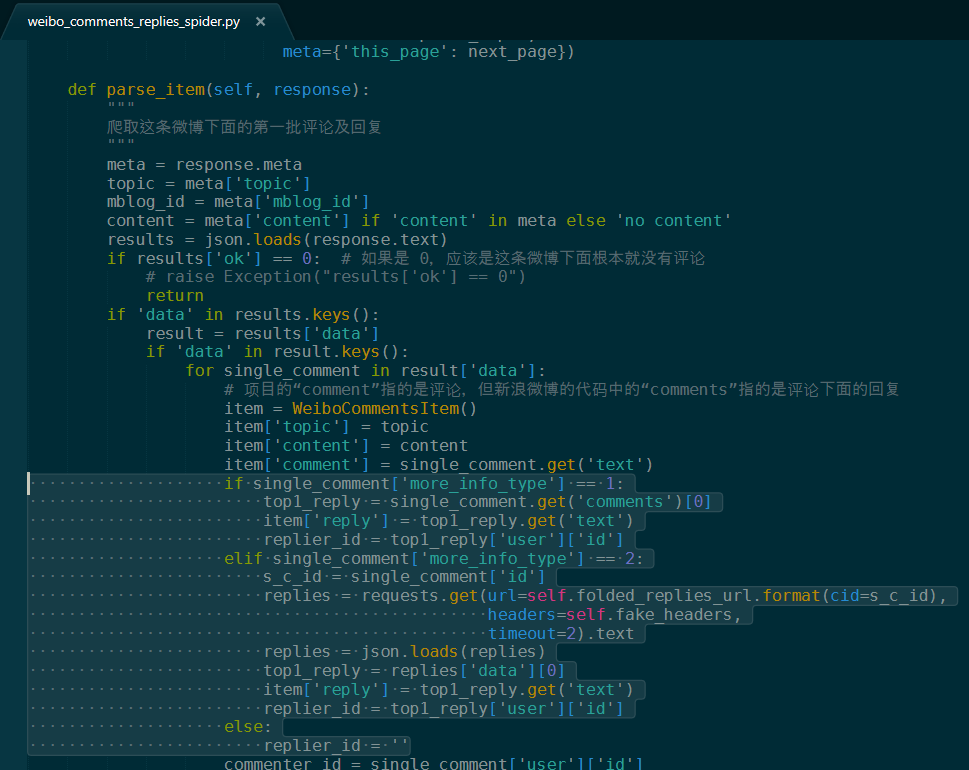 weibo_comments_replies_spider.py ×
meta={'this_page': next_page})
def parse_item(self, response):
"""
爬取这条微博下面的第一批评论及回复
"""
meta = response.meta
topic = meta['topic']
mblog_id = meta['mblog_id']
content = meta['content'] if 'content' in meta else 'no content'
results = json.loads(response.text)
if results['ok'] == 0:  # 如果是 0，应该是这条微博下面根本就没有评论
# raise Exception("results['ok'] == 0")
return
if 'data' in results.keys():
result = results['data']
if 'data' in result.keys():
for single_comment in result['data']:
# 项目的“comment”指的是评论，但新浪微博的代码中的“comments”指的是评论下面的回复
item = WeiboCommentsItem()
item['topic'] = topic
item['content'] = content
item['comment'] = single_comment.get('text')
if single_comment['more_info_type'] == 1:
top1_reply = single_comment.get('comments')[0]
item['reply'] = top1_reply.get('text')
replier_id = top1_reply['user']['id']
elif single_comment['more_info_type'] == 2:
s_c_id = single_comment['id']
replies = requests.get(url=self.folded_replies_url.format(cid=s_c_id),
headers=self.fake_headers,
timeout=2).text
replies = json.loads(replies)
top1_reply = replies['data'][0]
item['reply'] = top1_reply.get('text')
replier_id = top1_reply['user']['id']
else:
replier_id = ''
commenter_id = single_comment['user']['id']